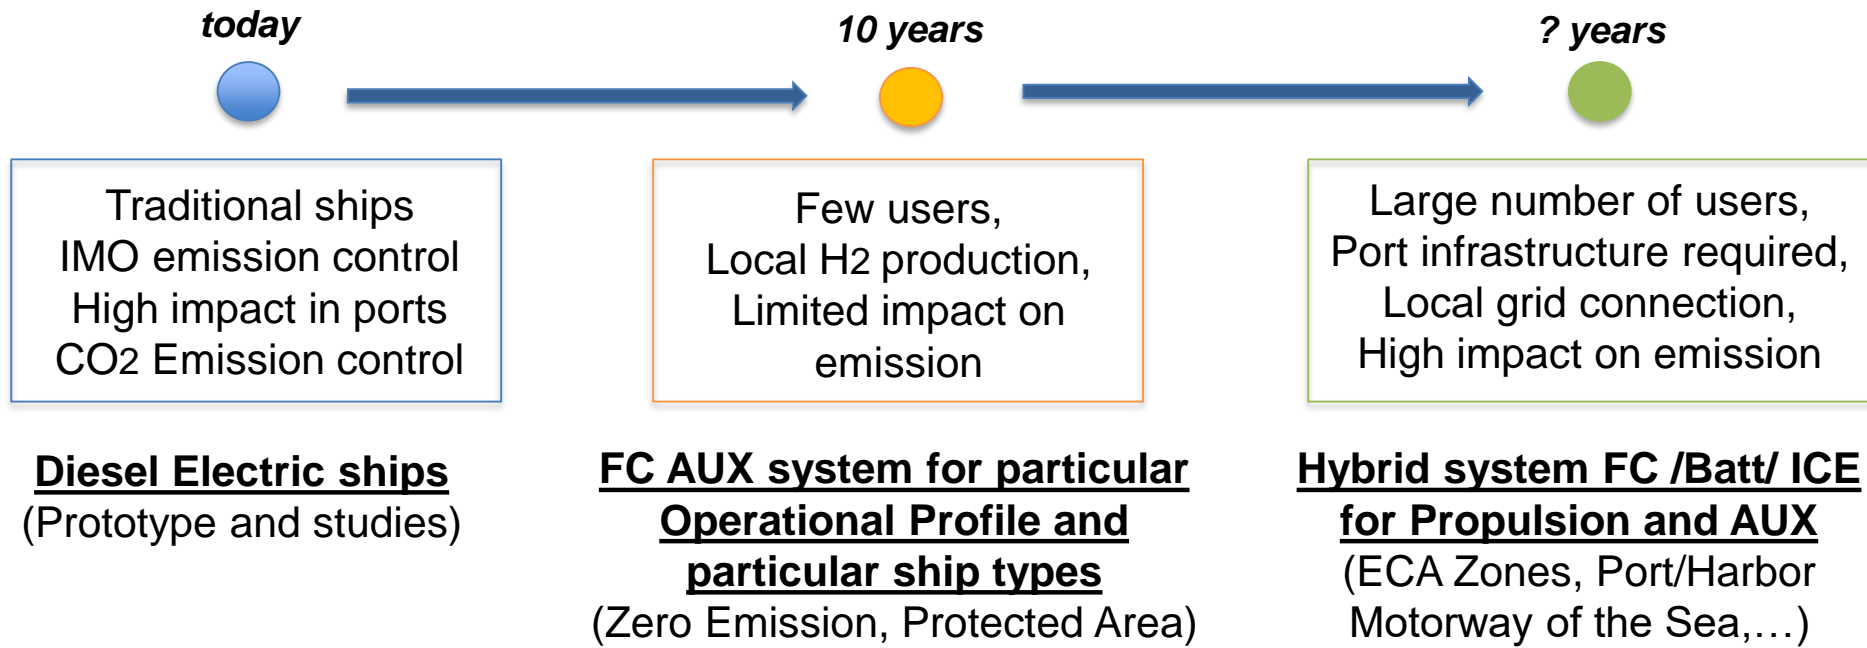 today
10 years
? years
Traditional ships
IMO emission control
High impact in ports
CO2 Emission control
Few users,
Local H2 production,
Limited impact on
emission
Large number of users,
Port infrastructure required,
Local grid connection,
High impact on emission
Diesel Electric ships
(Prototype and studies)
FC AUX system for particular
Operational Profile and
particular ship types
(Zero Emission, Protected Area)
Hybrid system FC /Batt/ ICE
for Propulsion and AUX
(ECA Zones, Port/Harbor
Motorway of the Sea,…)